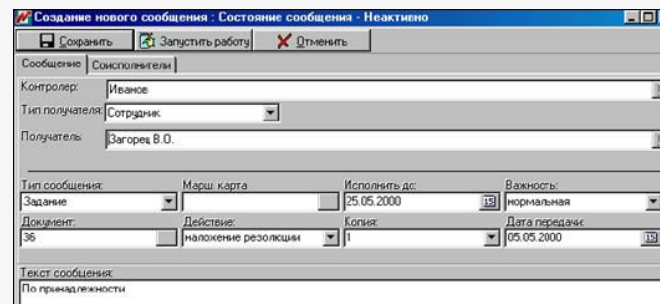 Создание нового сообщения : Состояние сообщения - Неактивно
Сохранить Запустить работу Отменить
Сообщение Соисполнители
Контролер: Иванов
Тип получателя: Сотрудник
Получатель: Загорец В.О.
Тип сообщения: Марш. карта Исполнить до: Важность:
Задание 25.05.2000 15 нормальная
Документ: Действие: Копия: Дата передачи:
36 наложение резолюции 1 05.05.2000 15
Текст сообщения:
По принадлежности